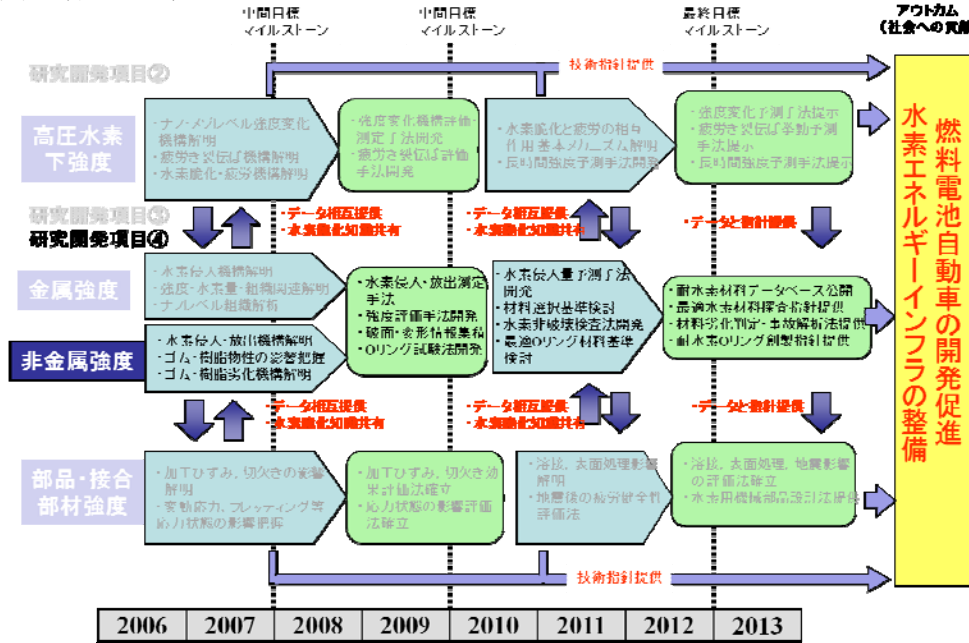 中間目標
マイルストーン
中間目標
マイルストーン
最終目標
マイルストーン
アウトカム
(社会への貢献
研究開発項目②
技術指針提供
高圧水素
下強度
・ナノ・メゾレベル強度変化
機構解明
・疲労き裂伝ぱ機構解明
・水素脆化・疲労機構解明
・強度変化機構評価・
測定手法開発
・疲労き裂伝ぱ評価
手法開発
・水素脆化と疲労の相互
作用基本メカニズム解明
・長時間強度予測手法開発
・強度変化予測手法提示
・疲労き裂伝ぱ挙動予測
手法提示
・長時間強度予測手法提示
研究開発項目③
研究開発項目④
・データ相互提供
・水素脆化知識共有
・データ相互提供
・水素脆化知識共有
・データと指針提供
金属強度
・水素侵入機構解明
・強度・水素量・組織関連解明
・ナノレベル組織解析
非金属強度
・水素侵入・放出機構解明
・ゴム・樹脂物性の影響把握
・ゴム・樹脂劣化機構解明
・水素侵入・放出測定
手法
・強度評価手法開発
・破面・変形情報集積
・Oリング試験法開発
・水素侵入量予測手法
開発
・材料選択基準検討
・水素非破壊検査法開発
・最適Oリング材料基準
検討
・耐水素材料データベース公開
・最適水素材料探合指針提供
・材料劣化判定・事故解析法提供
・耐水素Oリング創製指針提供
・データ相互提供
・水素脆化知識共有
・データ相互提供
・水素脆化知識共有
・データと指針提供
部品・接合
部材強度
・加工ひずみ、切欠きの影響
解明
・変動応力、フレッティング等
応力状態の影響把握
・加工ひずみ、切欠き効
果評価法確立
・応力状態の影響評価
法確立
・溶接、表面処理影響
解明
・地震後の疲労健全性
評価法
・溶接、表面処理、地震影響
の評価法確立
・水素用機械部品設計法提供
技術指針提供
燃料電池自動車の開発促進
水素エネルギーインフラの整備
2006 2007 2008 2009 2010 2011 2012 2013